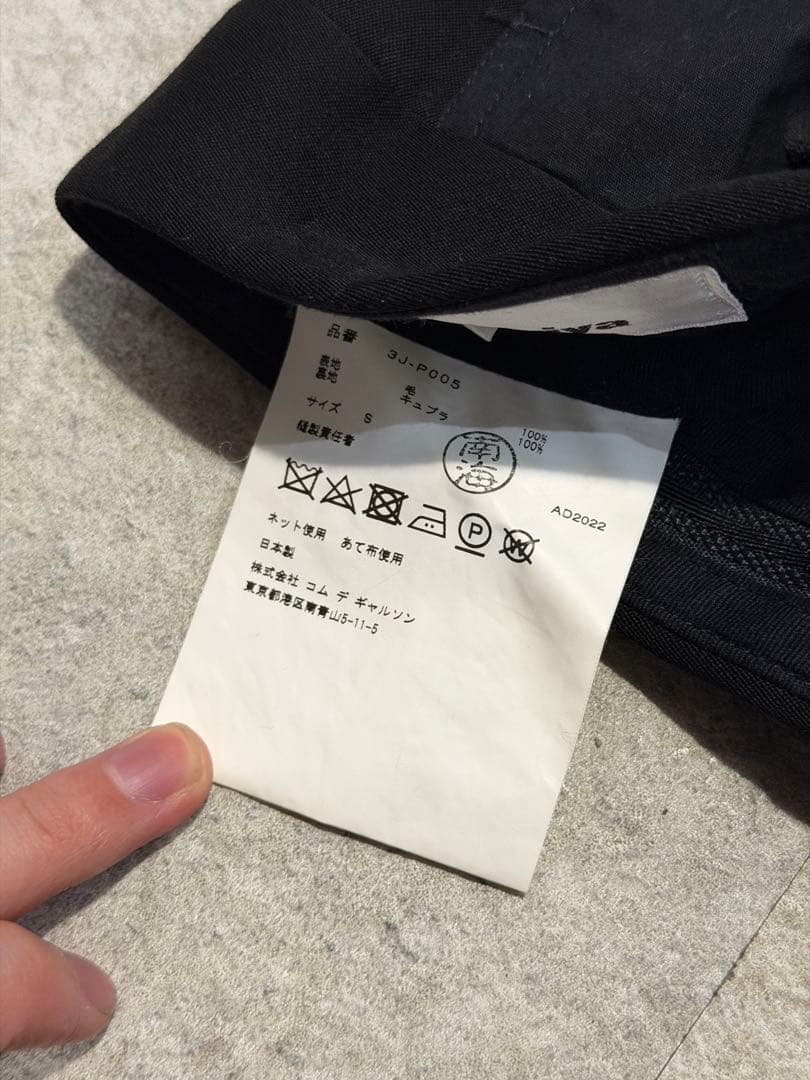 品番 3J-P005
表地 毛 100%
キュプラ 100%
サイズ S
縫製責任者 南海
AD2022
P
W
ネット使用 あて布使用
日本製
株式会社 コム デ ギャルソン
東京都港区南青山5-11-5